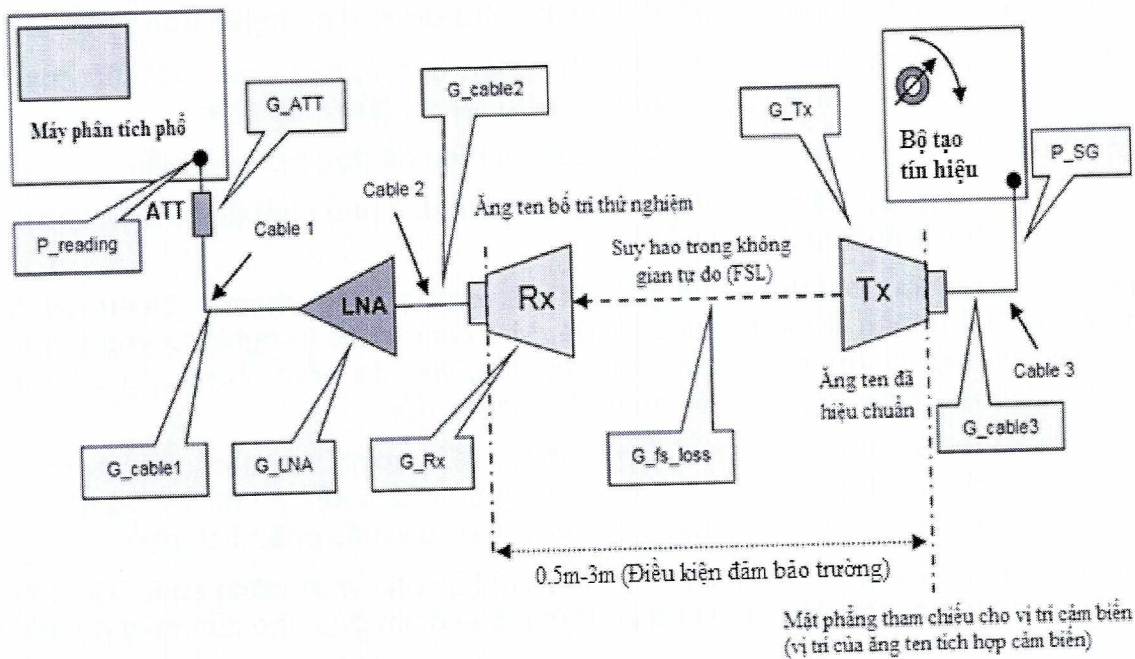 Máy phân tích phổ
G_ATT
G_cable2
G_Tx
Bộ tạo
tín hiệu
P_SG
ATT
P_reading
Cable 1
Cable 2
Ăng ten bố trí thử nghiệm
Suy hao trong không
gian tự do (FSL)
LNA
Rx
Tx
Ăng ten đã
hiệu chuẩn
Cable 3
G_cable1
G_LNA
G_Rx
G_fs_loss
G_cable3
0.5m-3m (Điều kiện đảm bảo trường)
Mặt phẳng tham chiếu cho vị trí cảm biến
(vị trí của ăng ten tích hợp cảm biến)